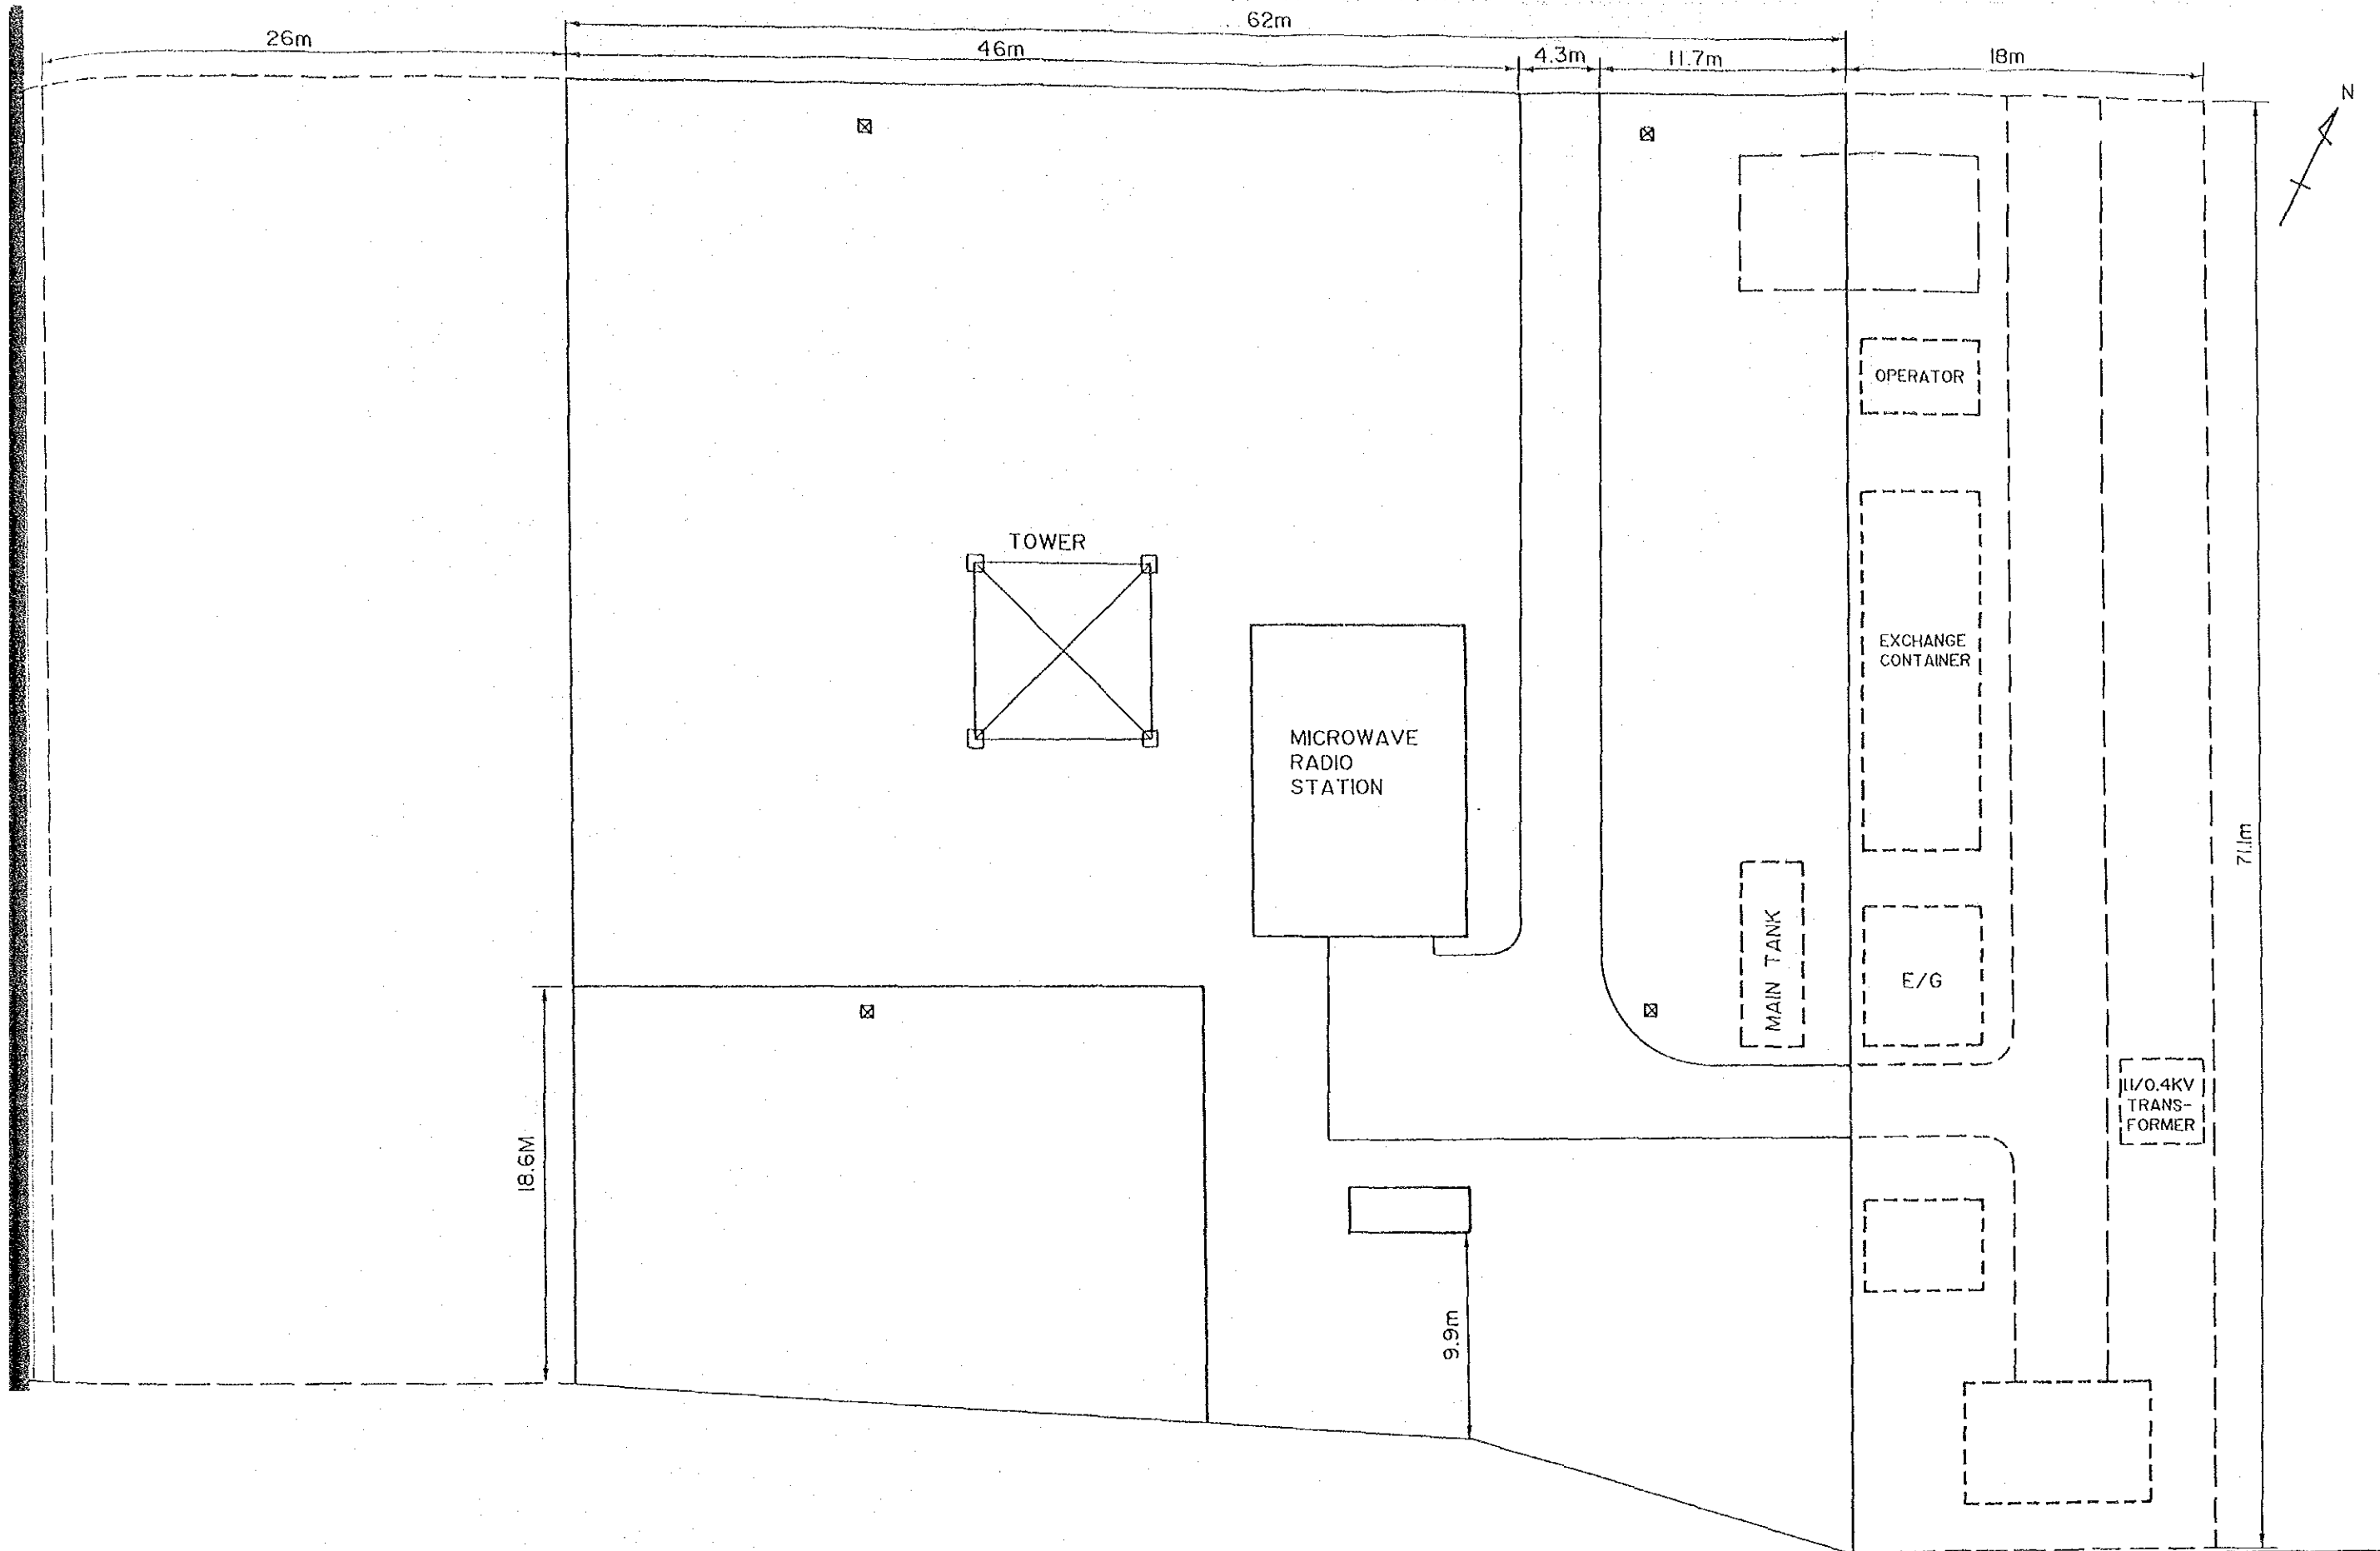 62m
26m
46m
4.3m
11.7m
18m
N
OPERATOR
TOWER
EXCHANGE
CONTAINER
MICROWAVE
RADIO
STATION
71.1m
MAIN TANK
E/G
11/0.4KV
TRANS-
FORMER
18.6M
9.9m